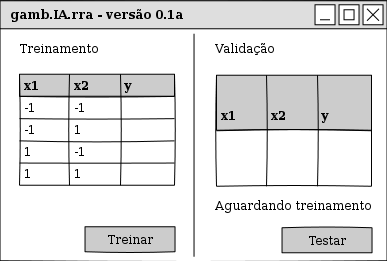 gamb.IA.rra - versão 0.1a
Treinamento
x1 x2 y
-1 -1
-1 1
1 -1
1 1
Treinar
Validação
x1 x2 y
Aguardando treinamento
Testar